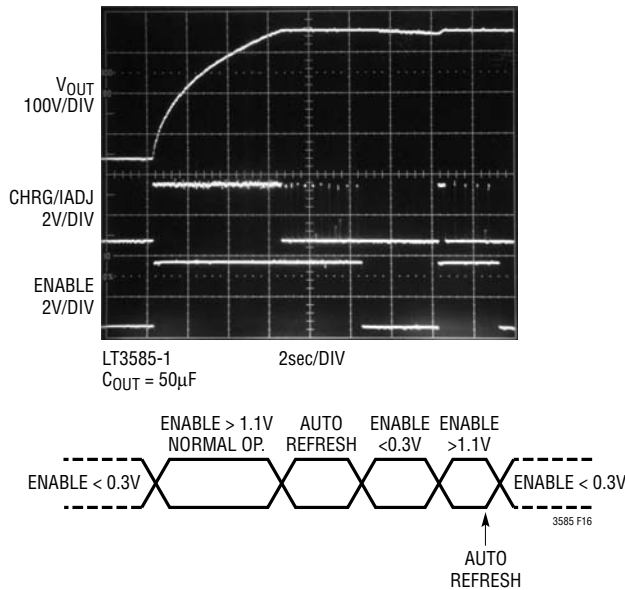 VOUT
100V/DIV
CHRG/IADJ
2V/DIV
ENABLE
2V/DIV
LT3585-1
2sec/DIV
COUT = 50µF
ENABLE > 1.1V
NORMAL OP.
AUTO
REFRESH
ENABLE
<0.3V
ENABLE
>1.1V
ENABLE < 0.3V
ENABLE < 0.3V
3585 F16
AUTO
REFRESH